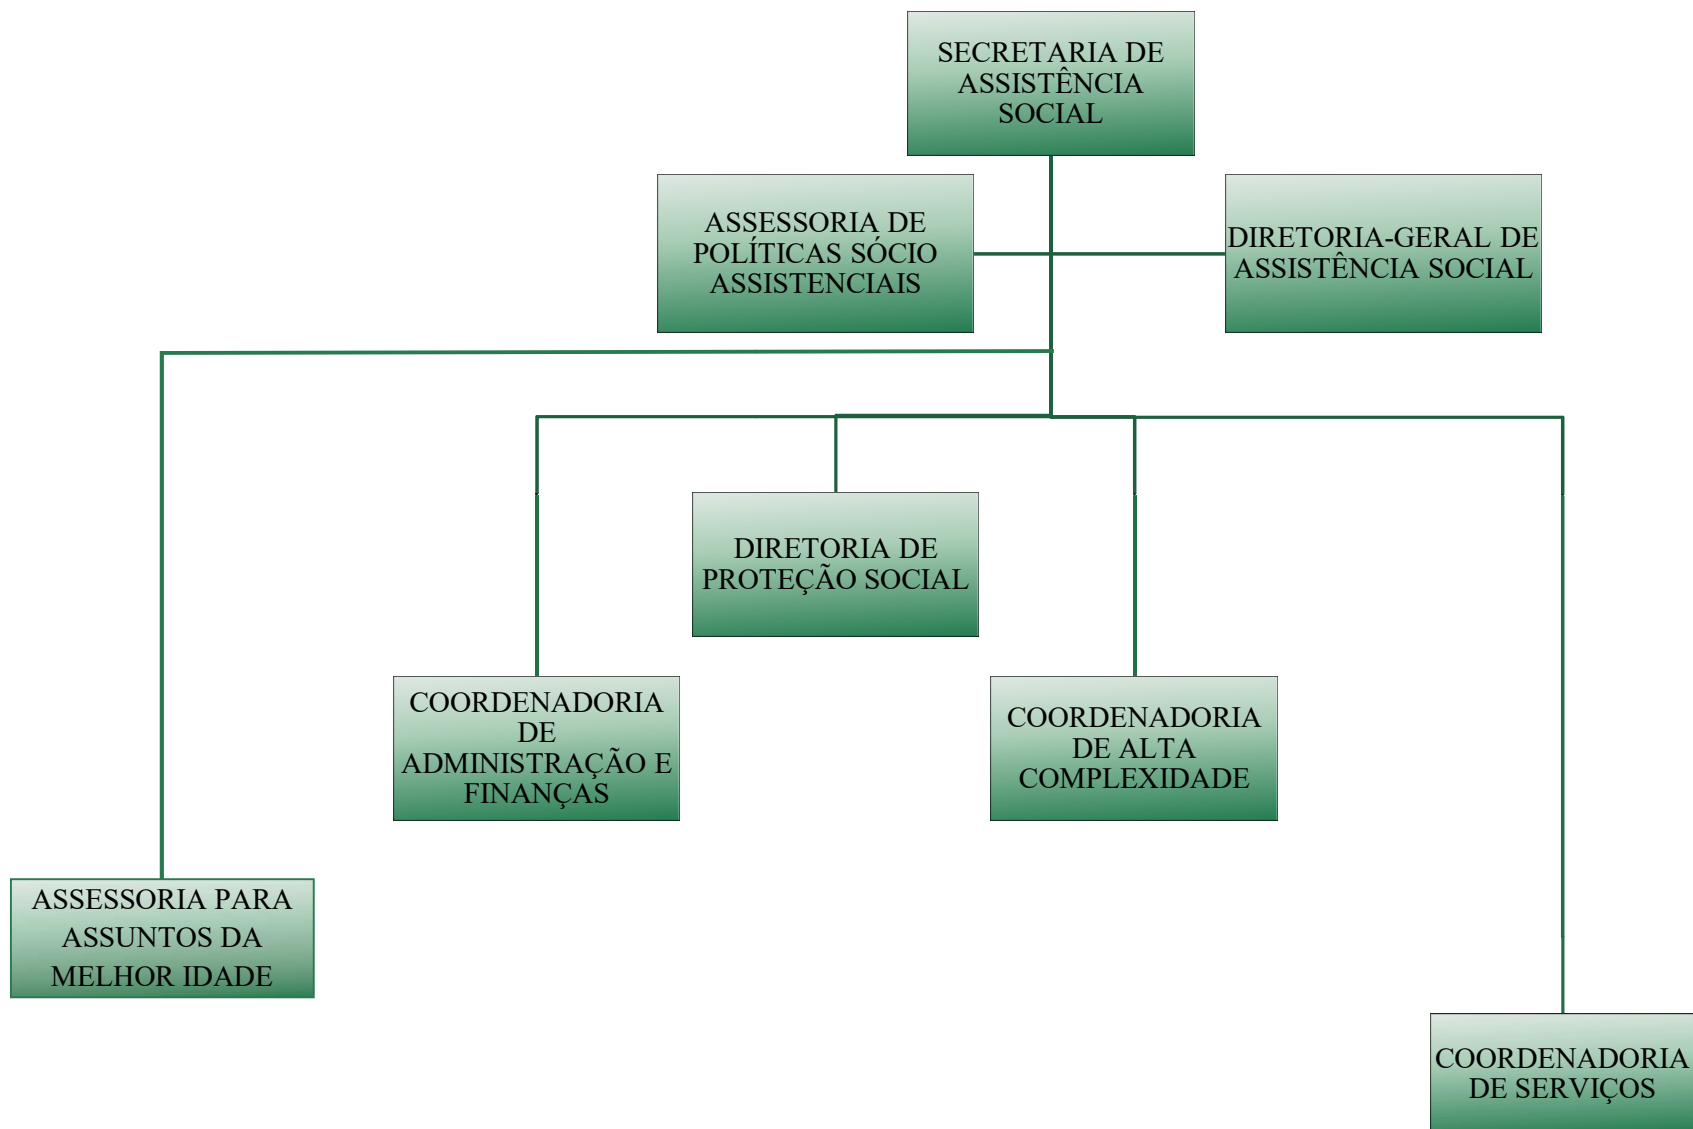 SECRETARIA DE
ASSISTÊNCIA
SOCIAL
ASSESSORIA DE
POLÍTICAS SÓCIO
ASSISTENCIAIS
DIRETORIA-GERAL DE
ASSISTÊNCIA SOCIAL
DIRETORIA DE
PROTEÇÃO SOCIAL
COORDENADORIA
DE
ADMINISTRAÇÃO E
FINANÇAS
COORDENADORIA
DE ALTA
COMPLEXIDADE
ASSESSORIA PARA
ASSUNTOS DA
MELHOR IDADE
COORDENADORIA
DE SERVIÇOS